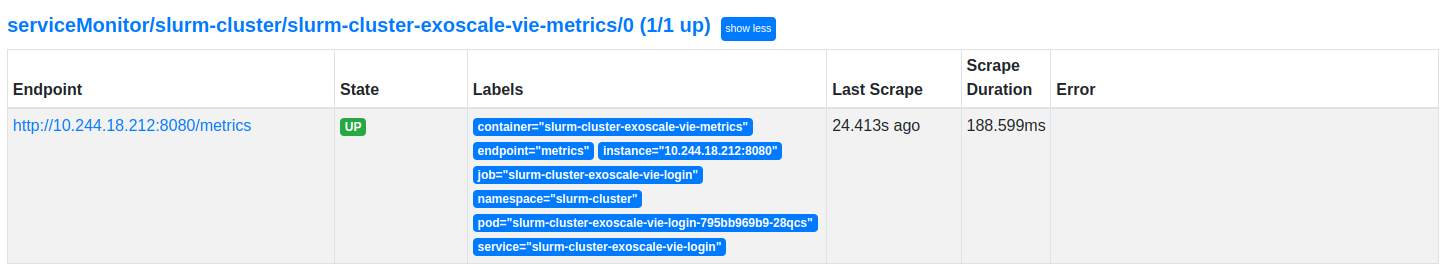 serviceMonitor/slurm-cluster/slurm-cluster-exoscale-vie-metrics/0 (1/1 up) show less
Endpoint State Labels Last Scrape Scrape Duration Error
http://10.244.18.212:8080/metrics UP container="slurm-cluster-exoscale-vie-metrics" 24.413s ago 188.599ms
endpoint="metrics" instance="10.244.18.212:8080"
job="slurm-cluster-exoscale-vie-login"
namespace="slurm-cluster"
pod="slurm-cluster-exoscale-vie-login-795bb969b9-28qcs"
service="slurm-cluster-exoscale-vie-login"